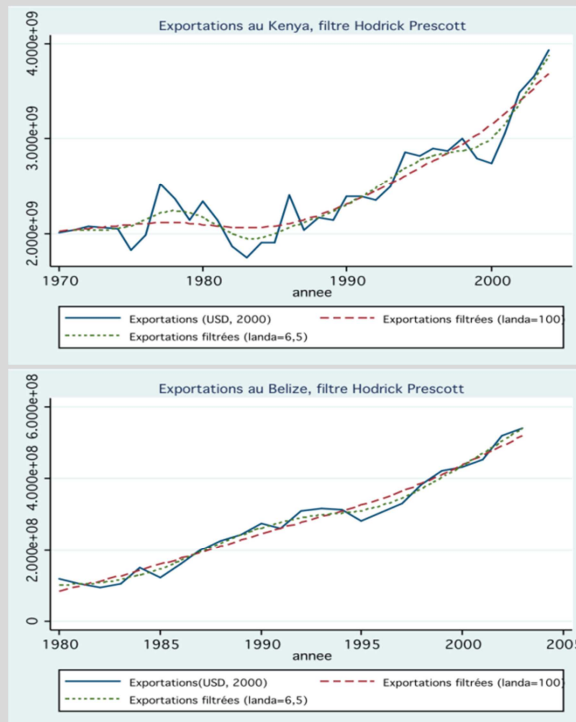 Exportations au Kenya, filtre Hodrick Prescott
4.000e+09
3.000e+09
2.000e+09
1970 1980 1990 2000
annee
Exportations (USD, 2000) Exportations filtrées (landa=100)
Exportations filtrées (landa=6,5)
Exportations au Belize, filtre Hodrick Prescott
6.000e+08
4.000e+08
2.000e+08
0
1980 1985 1990 1995 2000 2005
annee
Exportations(USD, 2000) Exportations filtrées (landa=100)
Exportations filtrées (landa=6,5)